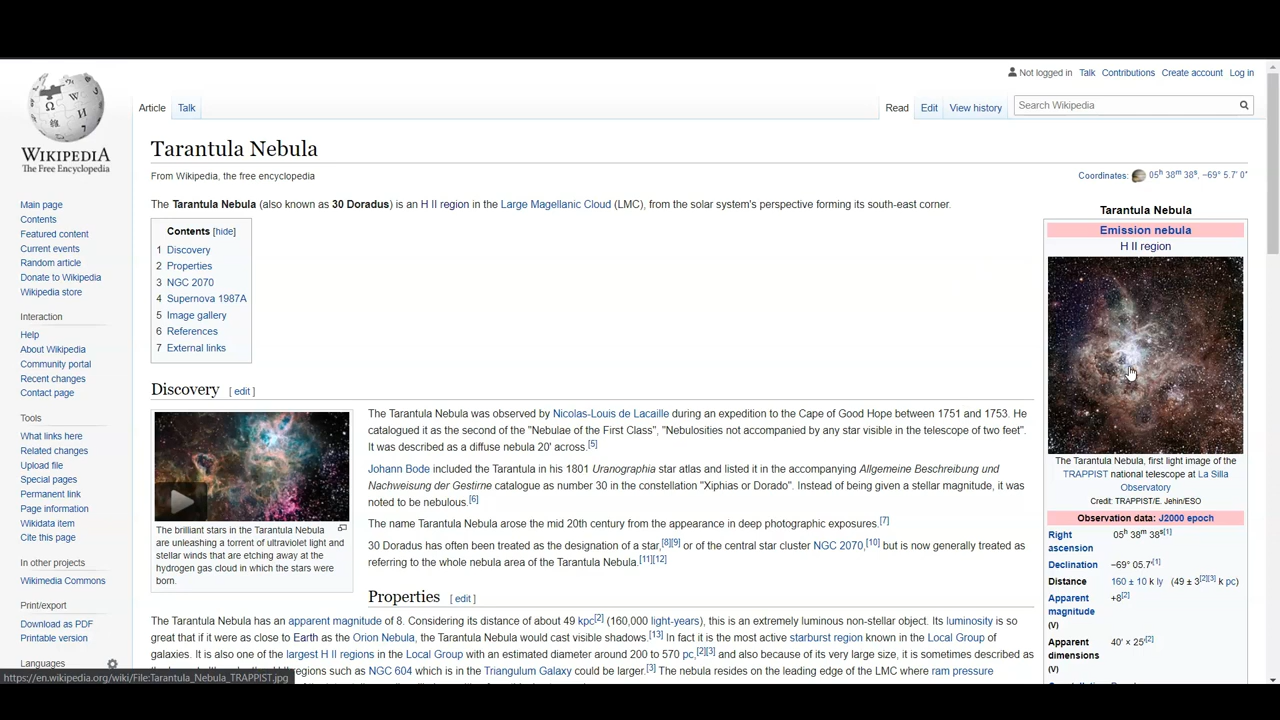 Not logged in Talk Contributions Create account Log in
Article Talk Read Edit View history Search Wikipedia
WIKIPEDIA
The Free Encyclopedia
Main page
Contents
Featured content
Current events
Random article
Donate to Wikipedia
Wikipedia store
Interaction
Help
About Wikipedia
Community portal
Recent changes
Contact page
Tools
What links here
Related changes
Upload file
Special pages
Permanent link
Page information
Wikidata item
Cite this page
In other projects
Wikimedia Commons
Print/export
Download as PDF
Printable version
Languages
Tarantula Nebula
From Wikipedia, the free encyclopedia
Coordinates: 05h 38m 38s, −69° 5.7′ 0″
The Tarantula Nebula (also known as 30 Doradus) is an H II region in the Large Magellanic Cloud (LMC), from the solar system's perspective forming its south-east corner.
Contents [hide]
1 Discovery
2 Properties
3 NGC 2070
4 Supernova 1987A
5 Image gallery
6 References
7 External links
Discovery [ edit ]
The brilliant stars in the Tarantula Nebula
are unleashing a torrent of ultraviolet light and
stellar winds that are etching away at the
hydrogen gas cloud in which the stars were
born.
The Tarantula Nebula was observed by Nicolas-Louis de Lacaille during an expedition to the Cape of Good Hope between 1751 and 1753. He
catalogued it as the second of the "Nebulae of the First Class", "Nebulosities not accompanied by any star visible in the telescope of two feet".
It was described as a diffuse nebula 20' across.[5]
Johann Bode included the Tarantula in his 1801 Uranographia star atlas and listed it in the accompanying Allgemeine Beschreibung und
Nachweisung der Gestirne catalogue as number 30 in the constellation "Xiphias or Dorado". Instead of being given a stellar magnitude, it was
noted to be nebulous.[6]
The name Tarantula Nebula arose the mid 20th century from the appearance in deep photographic exposures.[7]
30 Doradus has often been treated as the designation of a star,[8][9] or of the central star cluster NGC 2070,[10] but is now generally treated as
referring to the whole nebula area of the Tarantula Nebula.[11][12]
Properties [ edit ]
The Tarantula Nebula has an apparent magnitude of 8. Considering its distance of about 49 kpc[2] (160,000 light-years), this is an extremely luminous non-stellar object. Its luminosity is so
great that if it were as close to Earth as the Orion Nebula, the Tarantula Nebula would cast visible shadows.[13] In fact it is the most active starburst region known in the Local Group of
galaxies. It is also one of the largest H II regions in the Local Group with an estimated diameter around 200 to 570 pc,[2][3] and also because of its very large size, it is sometimes described as
regions such as NGC 604 which is in the Triangulum Galaxy could be larger.[3] The nebula resides on the leading edge of the LMC where ram pressure
Tarantula Nebula
Emission nebula
H II region
The Tarantula Nebula, first light image of the
TRAPPIST national telescope at La Silla
Observatory
Credit: TRAPPIST/E. Jehin/ESO
Observation data: J2000 epoch
Right ascension 05h 38m 38s[1]
Declination −69° 05.7′[1]
Distance 160 ± 10 k ly (49 ± 3[2][3] k pc)
Apparent magnitude (V) +8[2]
Apparent dimensions (V) 40′ × 25′[2]
https://en.wikipedia.org/wiki/File:Tarantula_Nebula_TRAPPIST.jpg